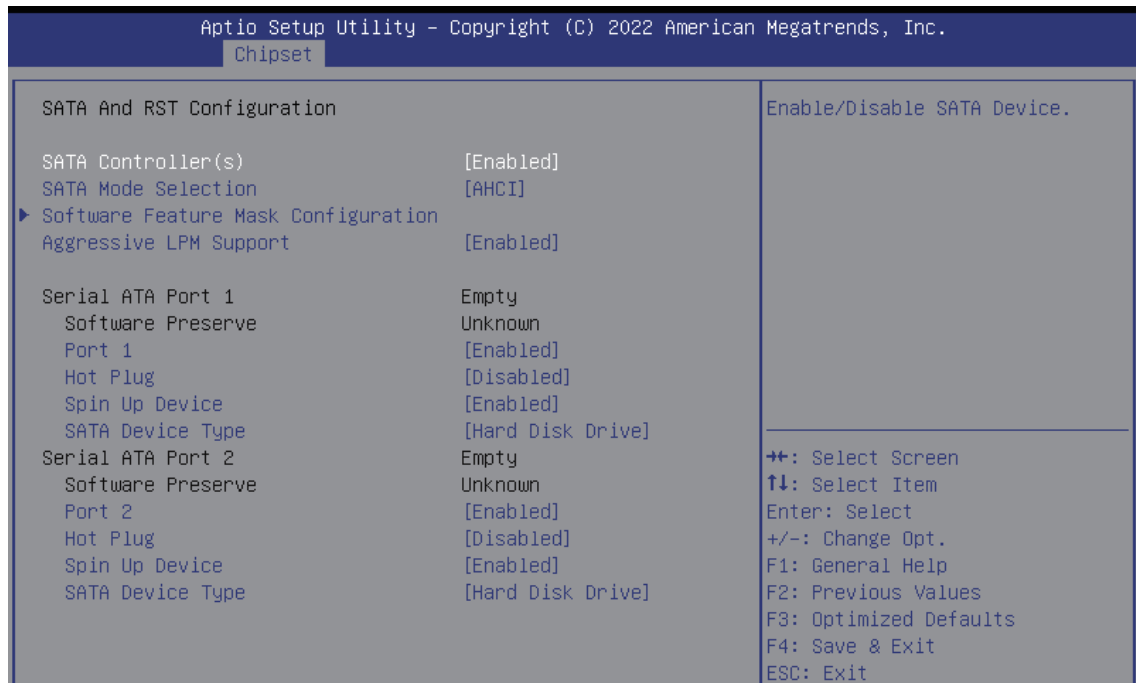 Aptio Setup Utility – Copyright (C) 2022 American Megatrends, Inc.
Chipset
SATA And RST Configuration
SATA Controller(s) [Enabled]
SATA Mode Selection [AHCI]
▶ Software Feature Mask Configuration
Aggressive LPM Support [Enabled]
Serial ATA Port 1 Empty
Software Preserve Unknown
Port 1 [Enabled]
Hot Plug [Disabled]
Spin Up Device [Enabled]
SATA Device Type [Hard Disk Drive]
Serial ATA Port 2 Empty
Software Preserve Unknown
Port 2 [Enabled]
Hot Plug [Disabled]
Spin Up Device [Enabled]
SATA Device Type [Hard Disk Drive]
Enable/Disable SATA Device.
→←: Select Screen
↑↓: Select Item
Enter: Select
+/-: Change Opt.
F1: General Help
F2: Previous Values
F3: Optimized Defaults
F4: Save & Exit
ESC: Exit